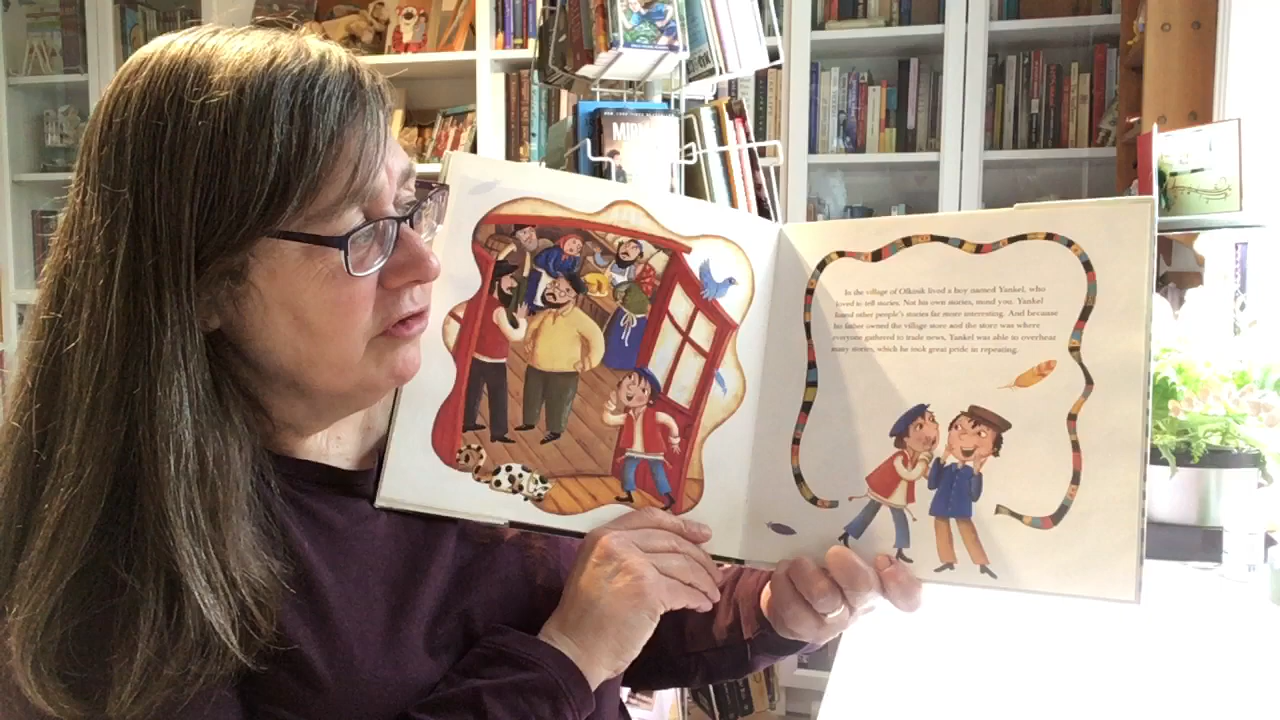 MIR
In the village of Olkinik lived a boy named Yankel, who
loved to tell stories. Not his own stories, mind you. Yankel
found other people's stories far more interesting. And because
his father owned the village store and the store was where
everyone gathered to trade news, Yankel was able to overhear
many stories, which he took great pride in repeating.